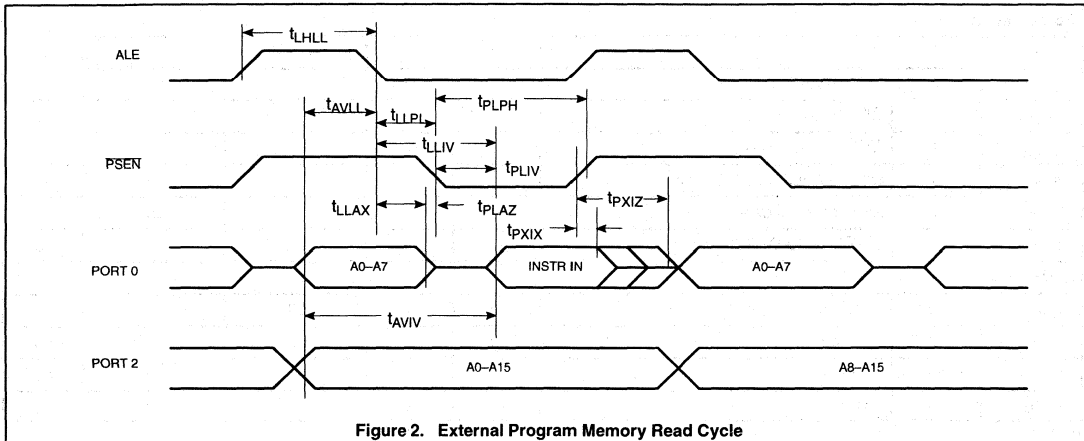 tLHLL
ALE
tAVLL
tLLPL
tPLPH
tLLIV
PSEN
tPLIV
tLLAX
tPLAZ
tPXIZ
tPXIX
PORT 0
A0–A7
INSTR IN
A0–A7
tAVIV
PORT 2
A0–A15
A8–A15
Figure 2. External Program Memory Read Cycle